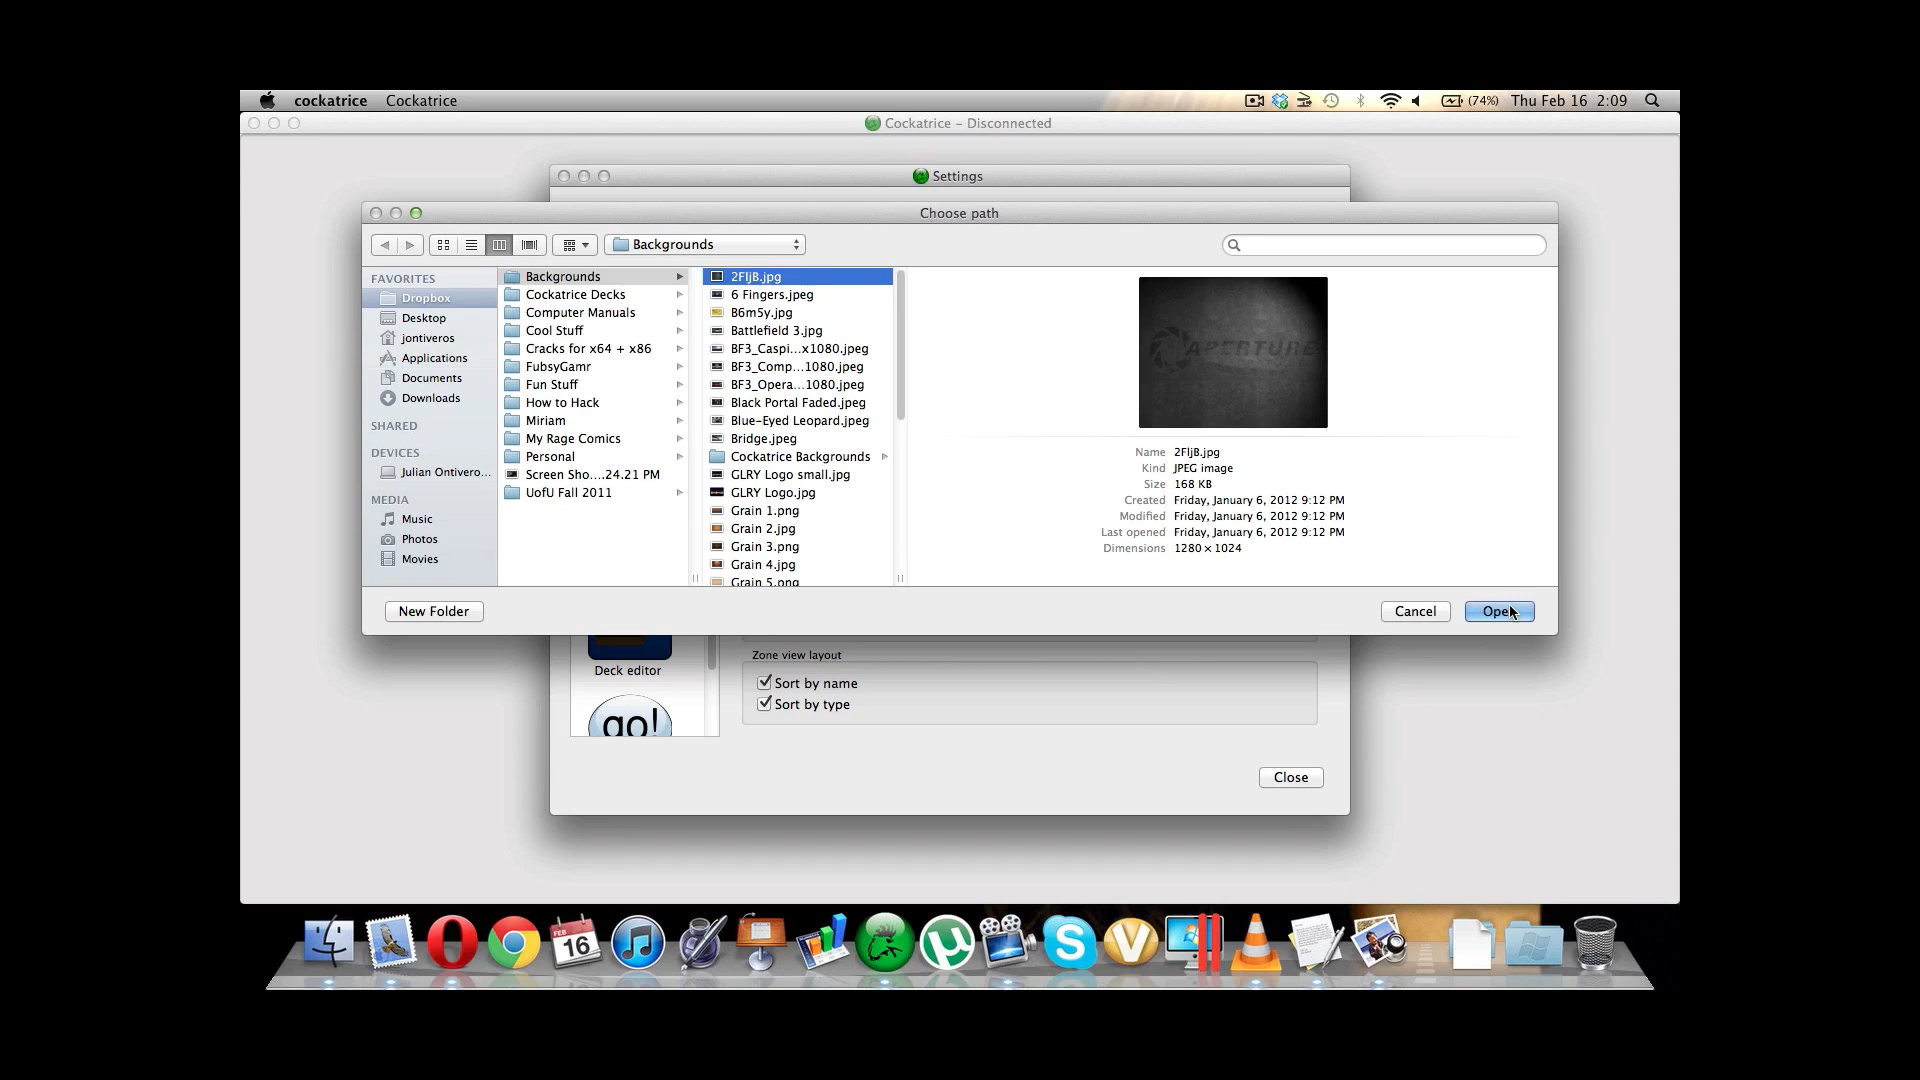 cockatrice Cockatrice
(74%) Thu Feb 16 2:09
Cockatrice – Disconnected
Settings
Choose path
Backgrounds
FAVORITES
Dropbox
Desktop
jontiveros
Applications
Documents
Downloads
SHARED
DEVICES
Julian Ontivero...
MEDIA
Music
Photos
Movies
Backgrounds
Cockatrice Decks
Computer Manuals
Cool Stuff
Cracks for x64 + x86
FubsyGamr
Fun Stuff
How to Hack
Miriam
My Rage Comics
Personal
Screen Sho....24.21 PM
UofU Fall 2011
2FIjB.jpg
6 Fingers.jpeg
B6m5y.jpg
Battlefield 3.jpg
BF3_Caspi...x1080.jpeg
BF3_Comp...1080.jpeg
BF3_Opera...1080.jpeg
Black Portal Faded.jpeg
Blue-Eyed Leopard.jpeg
Bridge.jpeg
Cockatrice Backgrounds
GLRY Logo small.jpg
GLRY Logo.jpg
Grain 1.png
Grain 2.jpg
Grain 3.png
Grain 4.jpg
Grain 5.png
APERTURE
Name 2FIjB.jpg
Kind JPEG image
Size 168 KB
Created Friday, January 6, 2012 9:12 PM
Modified Friday, January 6, 2012 9:12 PM
Last opened Friday, January 6, 2012 9:12 PM
Dimensions 1280 × 1024
New Folder
Cancel
Open
Deck editor
go!
Zone view layout
Sort by name
Sort by type
Close
FEB
16